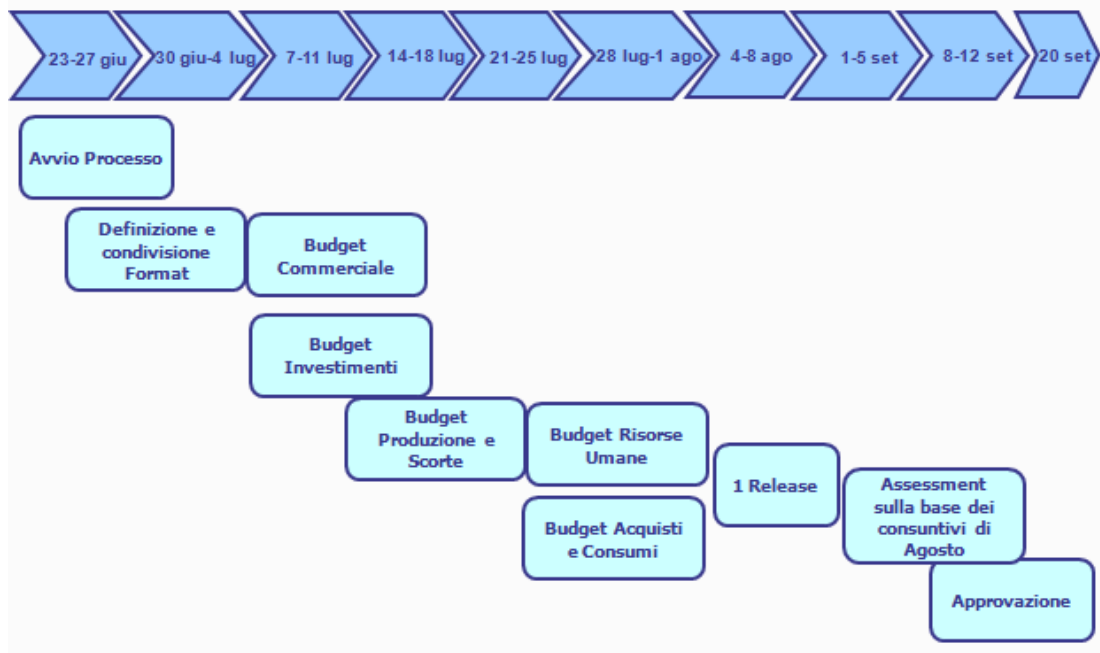 23-27 giu
30 giu-4 lug
7-11 lug
14-18 lug
21-25 lug
28 lug-1 ago
4-8 ago
1-5 set
8-12 set
20 set
Avvio Processo
Definizione e
condivisione
Format
Budget
Commerciale
Budget
Investimenti
Budget
Produzione e
Scorte
Budget Risorse
Umane
Budget Acquisti
e Consumi
1 Release
Assessment
sulla base dei
consuntivi di
Agosto
Approvazione